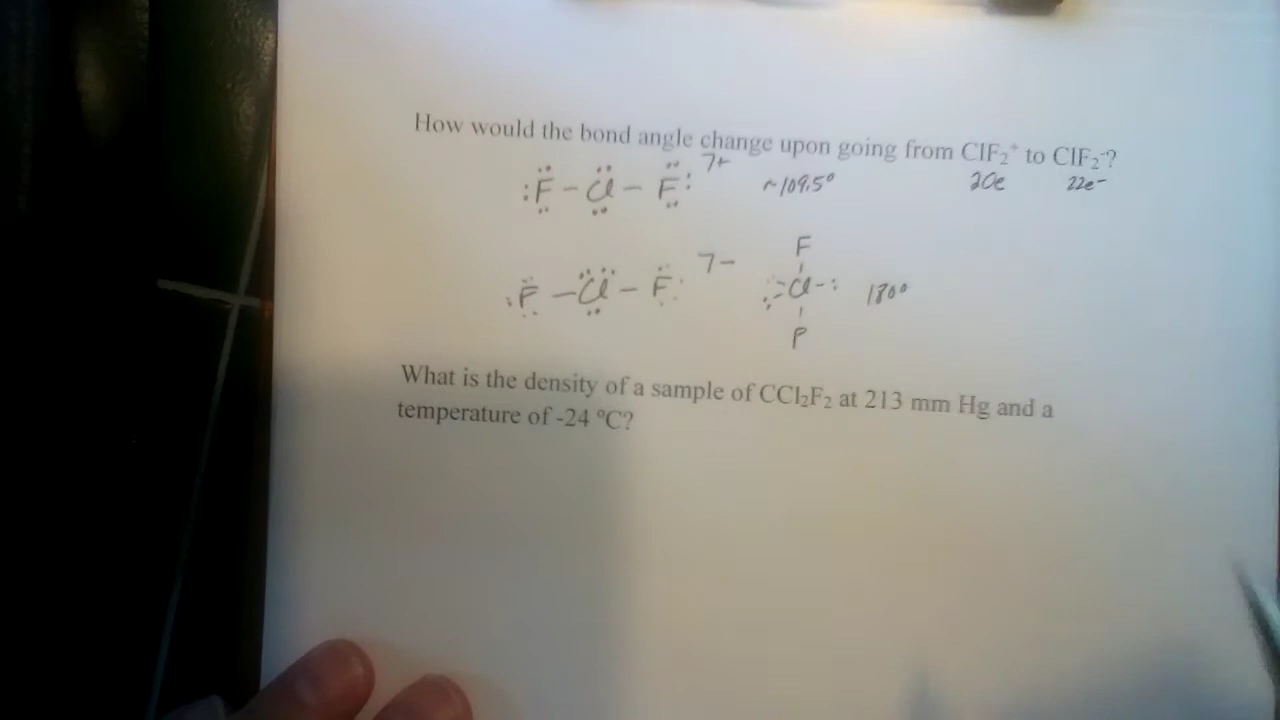 How would the bond angle change upon going from ClF₂⁺ to ClF₂⁻?
:F-Cl-F: 7+ ~109.5° 20e 22e-
F
:F-Cl-F: 7- Cl 180°
F
What is the density of a sample of CCl₂F₂ at 213 mm Hg and a
temperature of -24 °C?